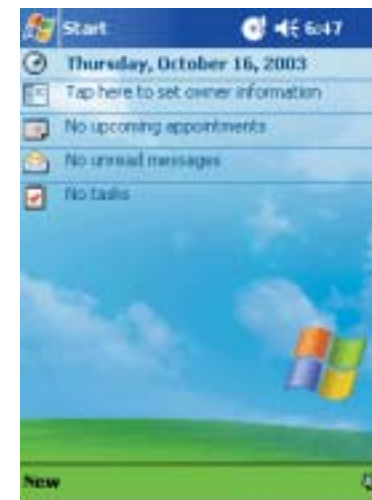 Start 6:47
Thursday, October 16, 2003
Tap here to set owner information
No upcoming appointments
No unread messages
No tasks
New